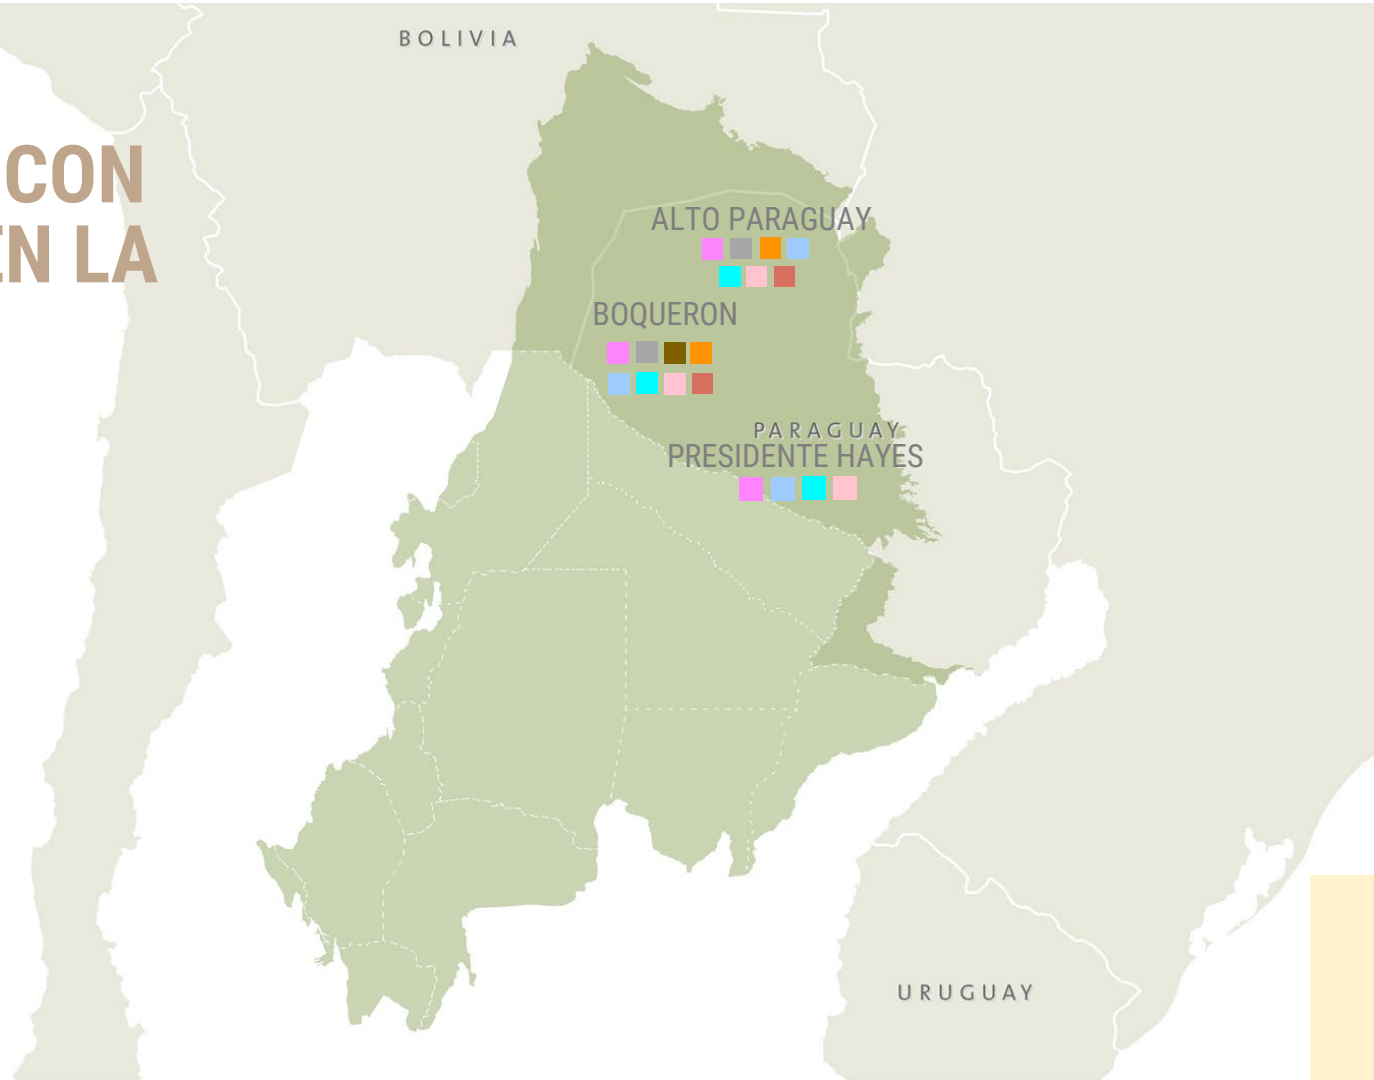 BOLIVIA
CON
EN LA
ALTO PARAGUAY
BOQUERON
PARAGUAY
PRESIDENTE HAYES
URUGUAY